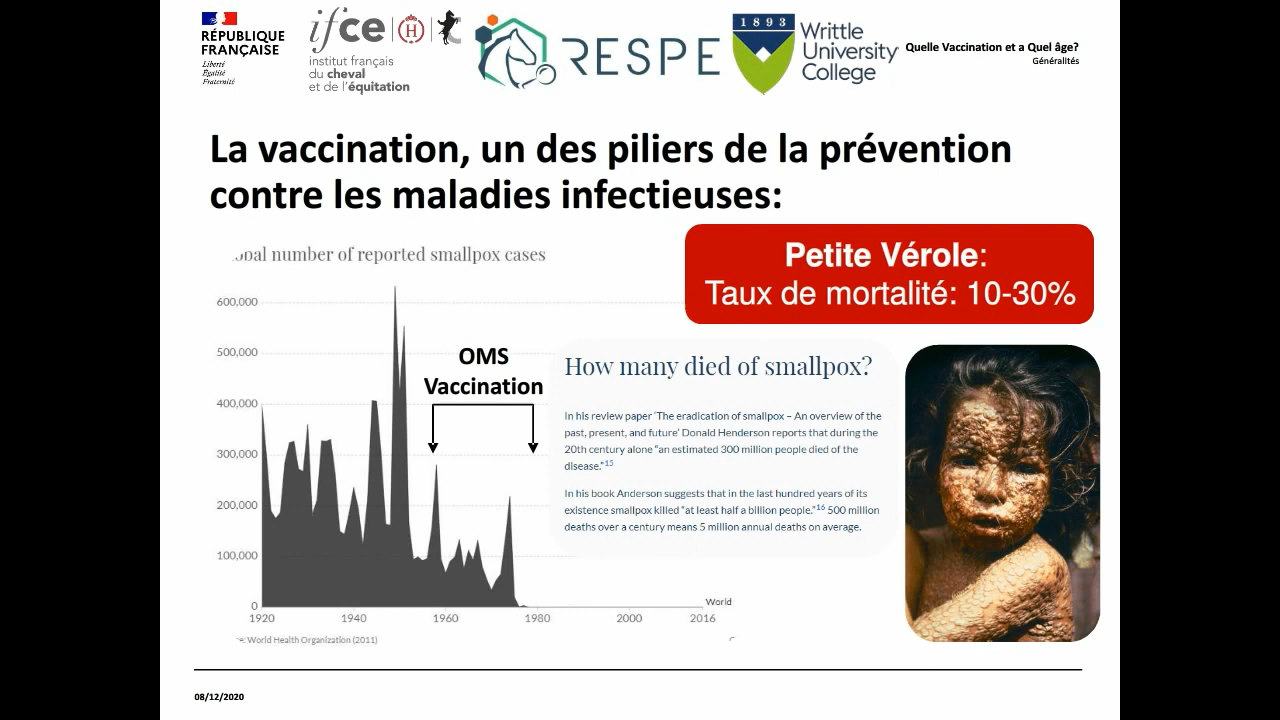 RÉPUBLIQUE
FRANÇAISE
Liberté
Égalité
Fraternité
ifce
institut français
du cheval
et de l'équitation
RESPE
1893
Writtle
University
College
Quelle Vaccination et a Quel âge?
Généralités
La vaccination, un des piliers de la prévention
contre les maladies infectieuses:
bal number of reported smallpox cases
Petite Vérole:
Taux de mortalité: 10-30%
600,000
500,000
400,000
300,000
200,000
100,000
0
OMS
Vaccination
How many died of smallpox?
In his review paper 'The eradication of smallpox – An overview of the
past, present, and future' Donald Henderson reports that during the
20th century alone "an estimated 300 million people died of the
disease."15
In his book Anderson suggests that in the last hundred years of its
existence smallpox killed "at least half a billion people."16 500 million
deaths over a century means 5 million annual deaths on average.
World
1920 1940 1960 1980 2000 2016
e: World Health Organization (2011)
08/12/2020